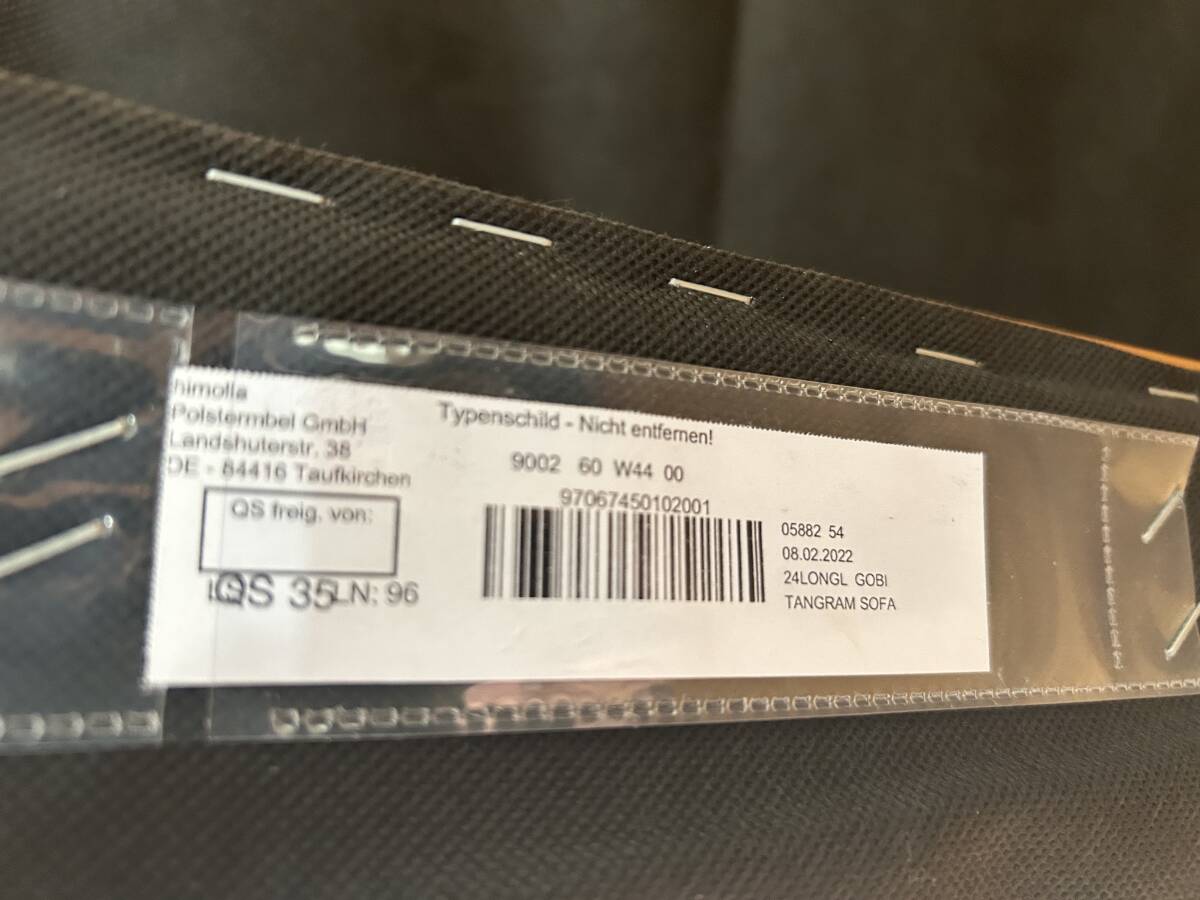 himolla
Polstermbel GmbH
Landshuterstr. 38
DE - 84416 Taufkirchen
QS freig. von:
QS 35 LN: 96
Typenschild - Nicht entfernen!
9002 60 W44 00
97067450102001
05882 54
08.02.2022
24LONGL GOBI
TANGRAM SOFA